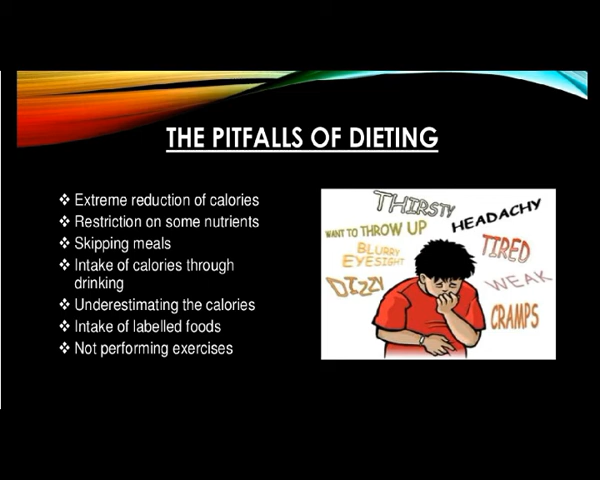 THE PITFALLS OF DIETING
❖ Extreme reduction of calories
❖ Restriction on some nutrients
❖ Skipping meals
❖ Intake of calories through
drinking
❖ Underestimating the calories
❖ Intake of labelled foods
❖ Not performing exercises
THIRSTY
HEADACHY
WANT TO THROW UP
BLURRY
EYESIGHT
TIRED
DIZZY
WEAK
CRAMPS